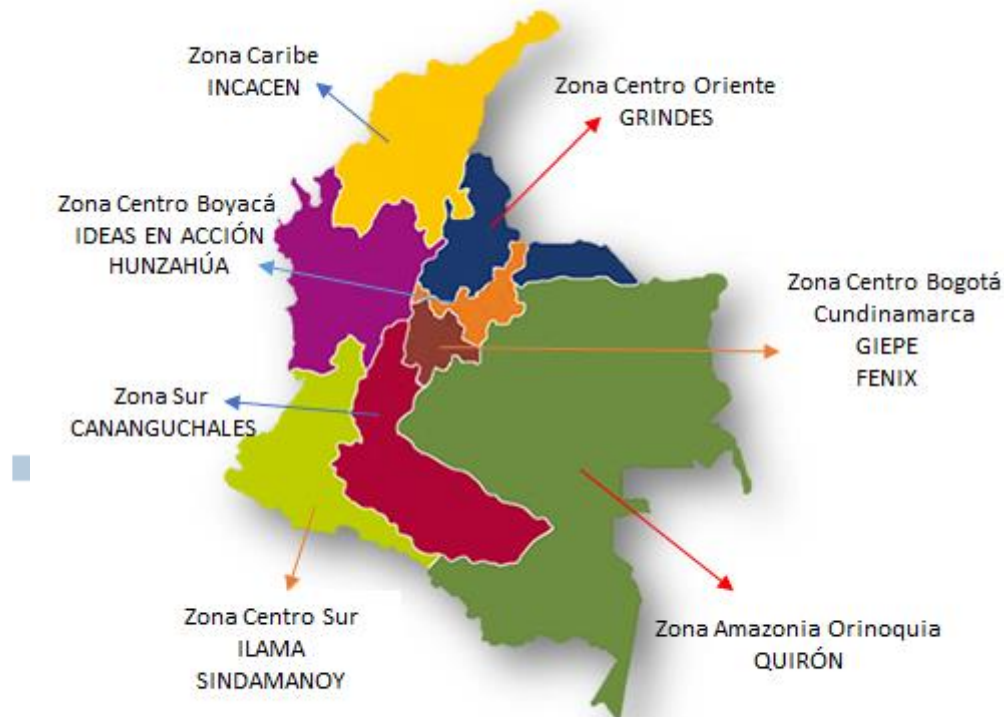 Zona Caribe
INCACEN
Zona Centro Oriente
GRINDES
Zona Centro Boyacá
IDEAS EN ACCIÓN
HUNZAHÚA
Zona Centro Bogotá
Cundinamarca
GIEPE
FENIX
Zona Sur
CANANGUCHALES
Zona Centro Sur
ILAMA
SINDAMANOY
Zona Amazonia Orinoquia
QUIRÓN